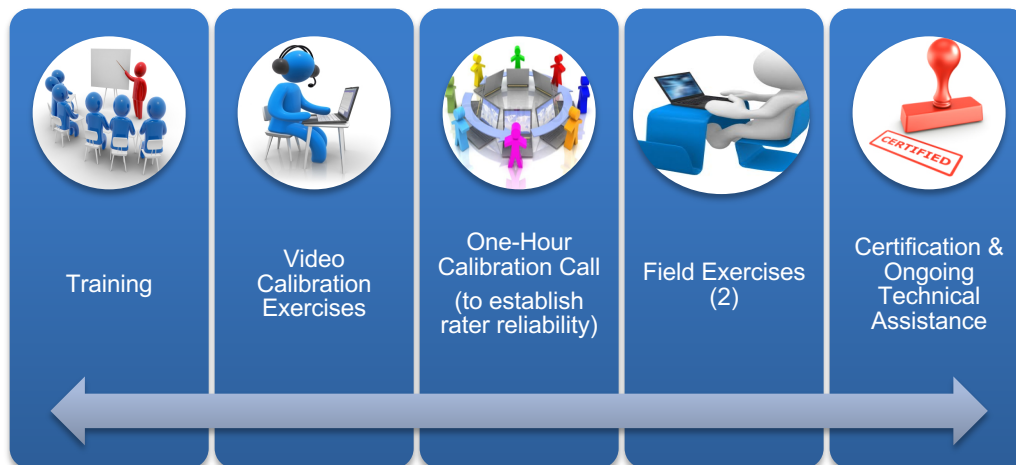 Training
Video
Calibration
Exercises
One-Hour
Calibration Call
(to establish
rater reliability)
Field Exercises
(2)
CERTIFIED
Certification &
Ongoing
Technical
Assistance